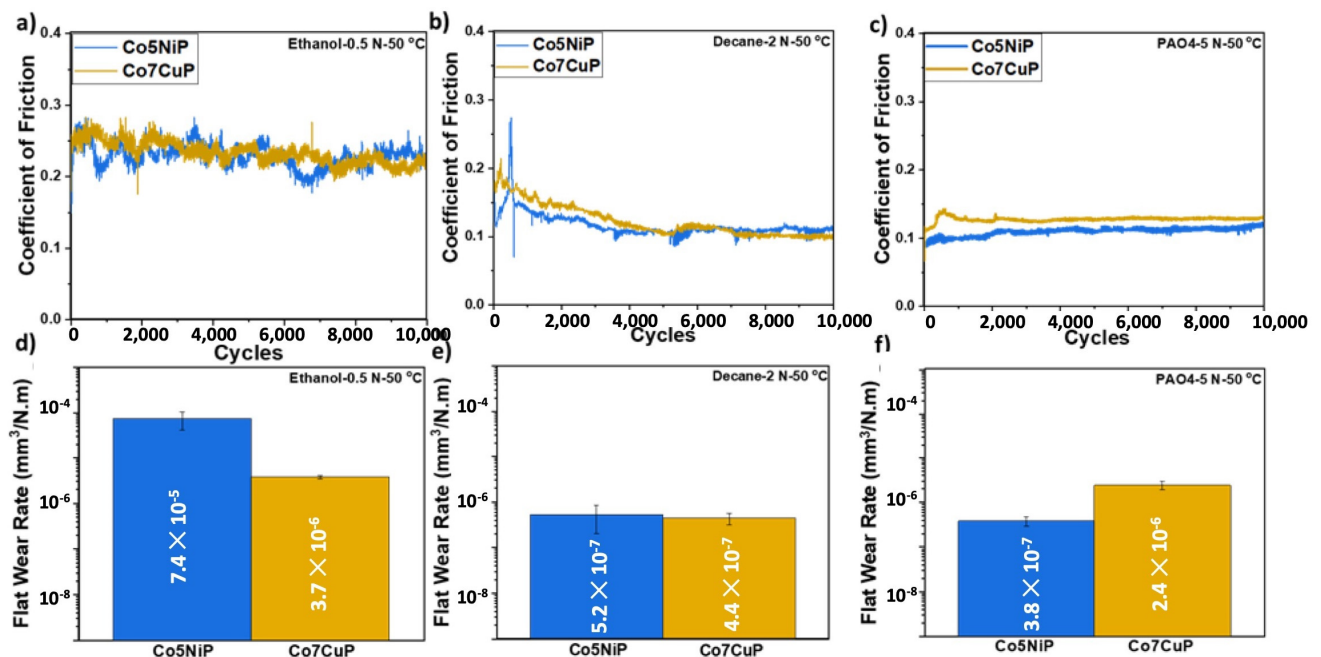 a)
Coefficient of Friction
0.4
0.3
0.2
0.1
0.0
Co5NiP
Co7CuP
Ethanol-0.5 N-50 °C
0
2,000
4,000
6,000
8,000
10,000
Cycles
b)
Coefficient of Friction
0.4
0.3
0.2
0.1
0.0
Co5NiP
Co7CuP
Decane-2 N-50 °C
0
2,000
4,000
6,000
8,000
10,000
Cycles
c)
Coefficient of Friction
0.4
0.3
0.2
0.1
0.0
Co5NiP
Co7CuP
PAO4-5 N-50 °C
0
2,000
4,000
6,000
8,000
10,000
Cycles
d)
Flat Wear Rate (mm³/N.m)
10⁻⁴
10⁻⁶
10⁻⁸
Ethanol-0.5 N-50 °C
7.4 × 10⁻⁵
3.7 × 10⁻⁶
Co5NiP
Co7CuP
e)
Flat Wear Rate (mm³/N.m)
10⁻⁴
10⁻⁶
10⁻⁸
Decane-2 N-50 °C
5.2 × 10⁻⁷
4.4 × 10⁻⁷
Co5NiP
Co7CuP
f)
Flat Wear Rate (mm³/N.m)
10⁻⁴
10⁻⁶
10⁻⁸
PAO4-5 N-50 °C
3.8 × 10⁻⁷
2.4 × 10⁻⁶
Co5NiP
Co7CuP